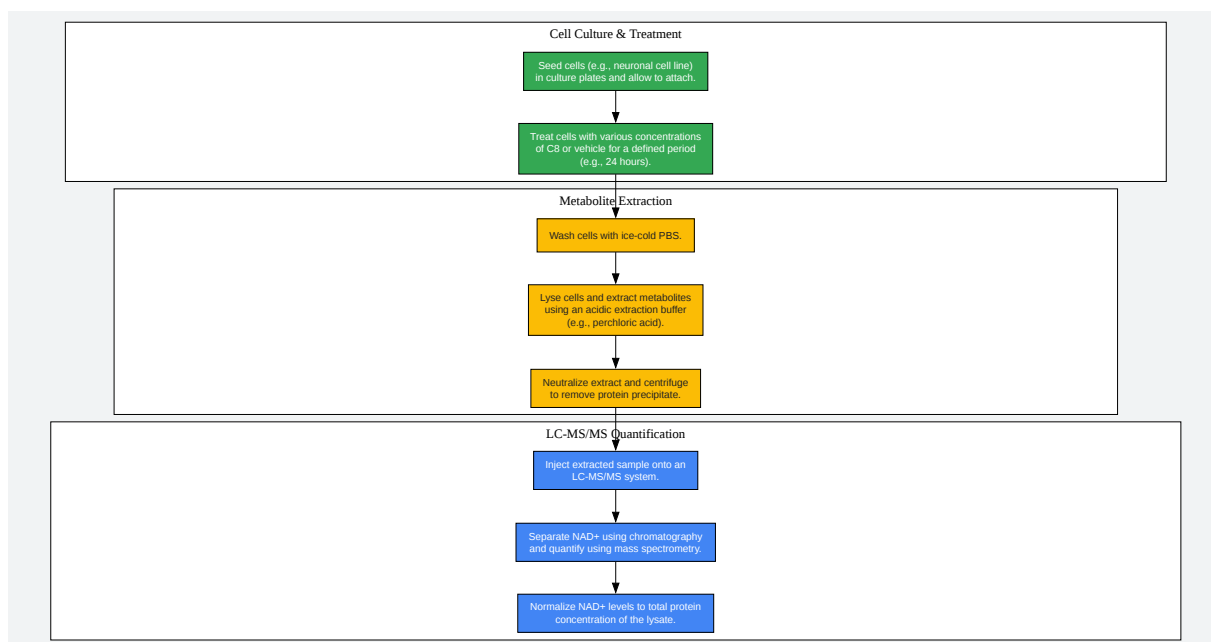 Cell Culture & Treatment
Seed cells (e.g., neuronal cell line)
in culture plates and allow to attach.
Treat cells with various concentrations
of C8 or vehicle for a defined period
(e.g., 24 hours).
Metabolite Extraction
Wash cells with ice-cold PBS.
Lyse cells and extract metabolites
using an acidic extraction buffer
(e.g., perchloric acid).
Neutralize extract and centrifuge
to remove protein precipitate.
LC-MS/MS Quantification
Inject extracted sample onto an
LC-MS/MS system.
Separate NAD+ using chromatography
and quantify using mass spectrometry.
Normalize NAD+ levels to total protein
concentration of the lysate.